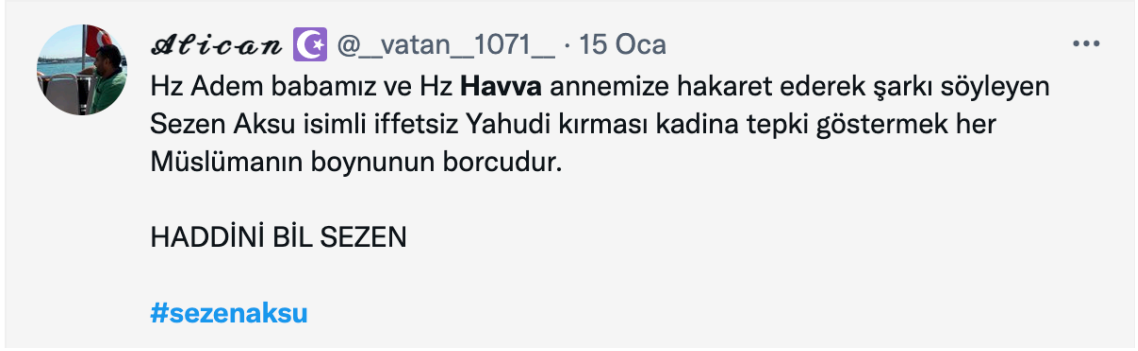 Alican ☪ @__vatan__1071__ · 15 Oca
Hz Adem babamız ve Hz Havva annemize hakaret ederek şarkı söyleyen
Sezen Aksu isimli iffetsiz Yahudi kırması kadina tepki göstermek her
Müslümanın boynunun borcudur.
HADDİNİ BİL SEZEN
#sezenaksu